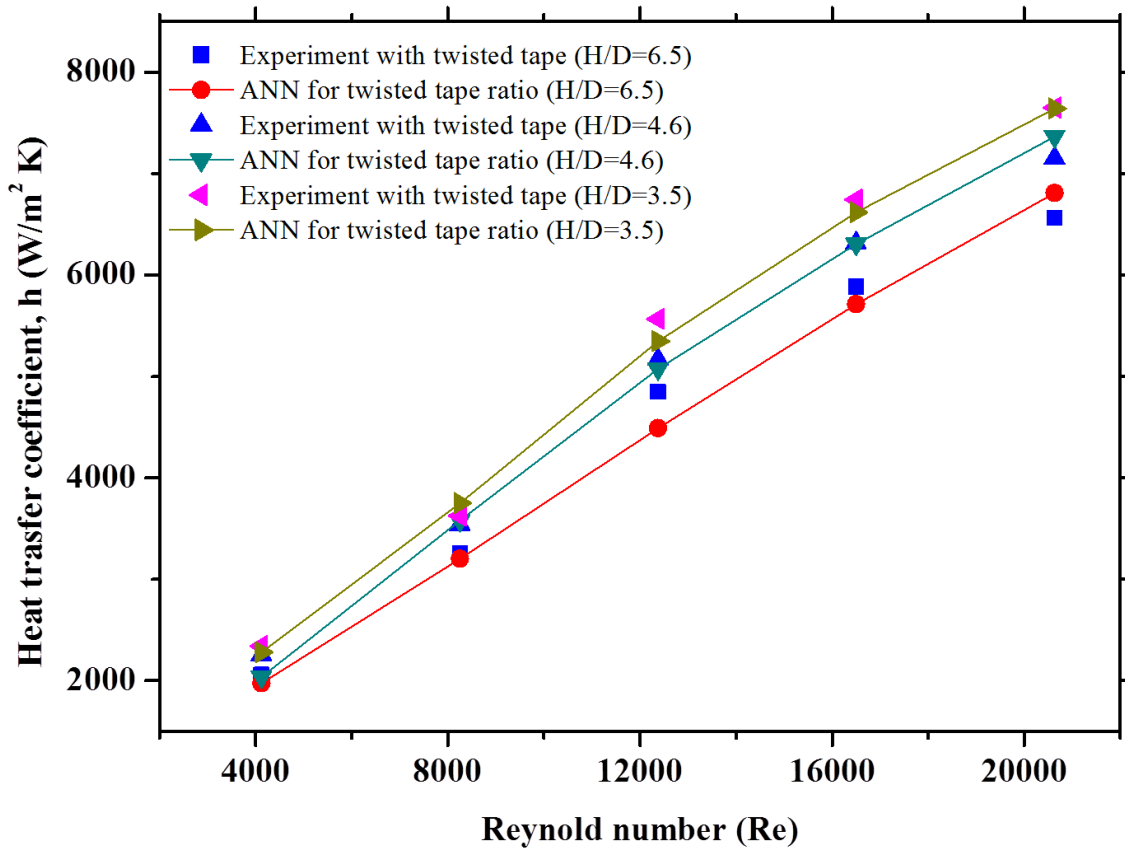 Experiment with twisted tape (H/D=6.5)
ANN for twisted tape ratio (H/D=6.5)
Experiment with twisted tape (H/D=4.6)
ANN for twisted tape ratio (H/D=4.6)
Experiment with twisted tape (H/D=3.5)
ANN for twisted tape ratio (H/D=3.5)
Heat trasfer coefficient, h (W/m² K)
8000
6000
4000
2000
4000 8000 12000 16000 20000
Reynold number (Re)